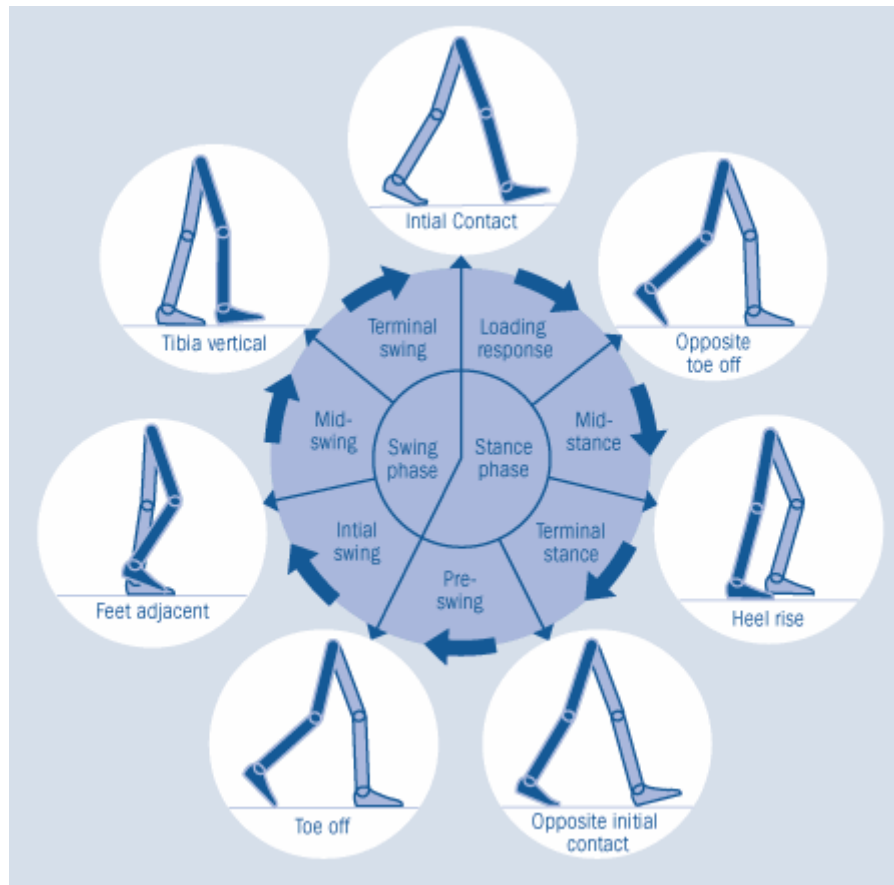 Intial Contact
Opposite
toe off
Heel rise
Opposite initial
contact
Toe off
Feet adjacent
Tibia vertical
Loading
response
Mid-
stance
Terminal
stance
Pre-
swing
Intial
swing
Mid-
swing
Terminal
swing
Swing
phase
Stance
phase